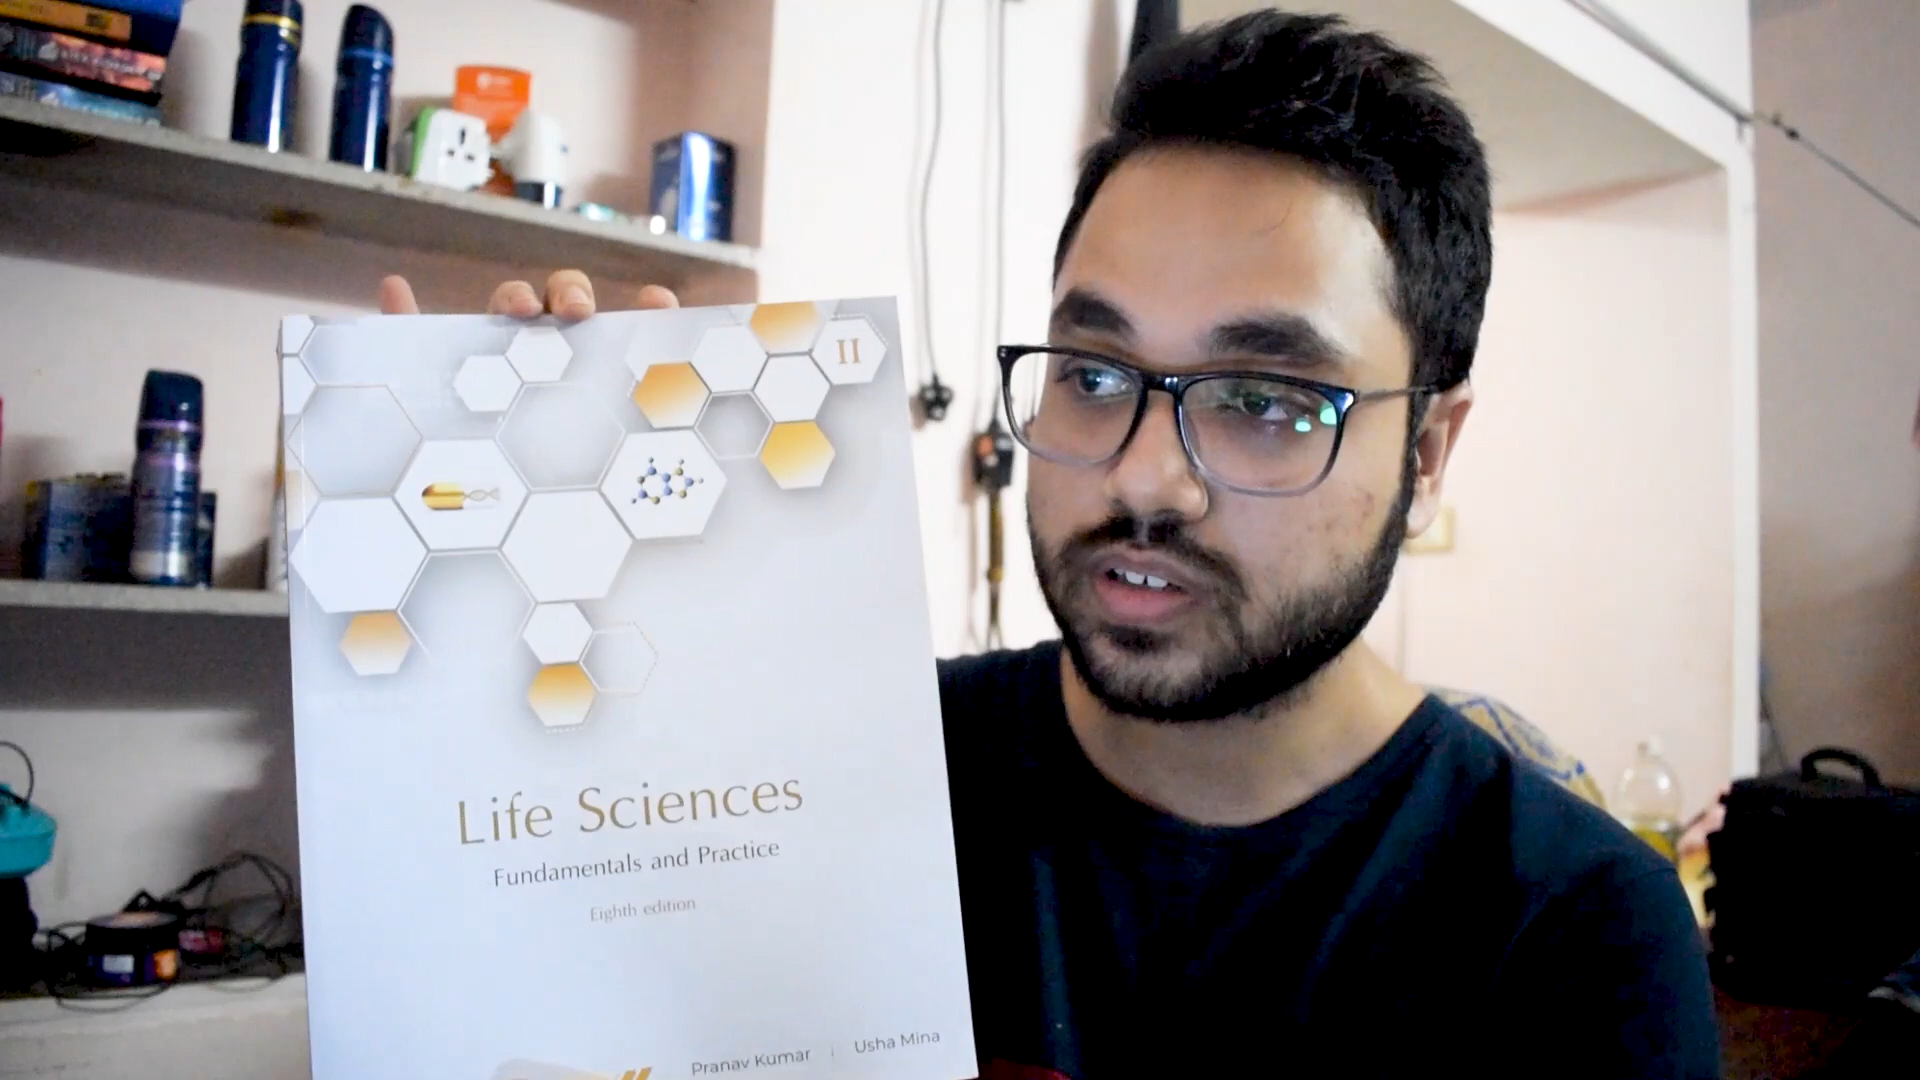 II
Life Sciences
Fundamentals and Practice
Eighth edition
Pranav Kumar | Usha Mina